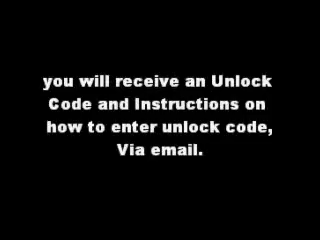 you will receive an Unlock
Code and Instructions on
how to enter unlock code,
Via email.